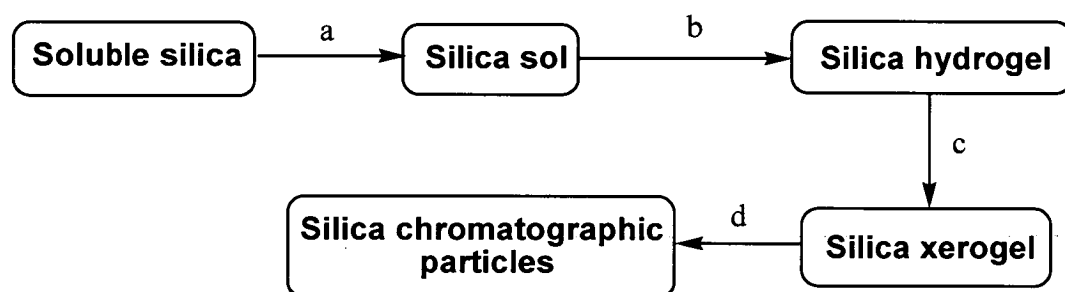 Soluble silica
a
Silica sol
b
Silica hydrogel
c
Silica xerogel
d
Silica chromatographic
particles